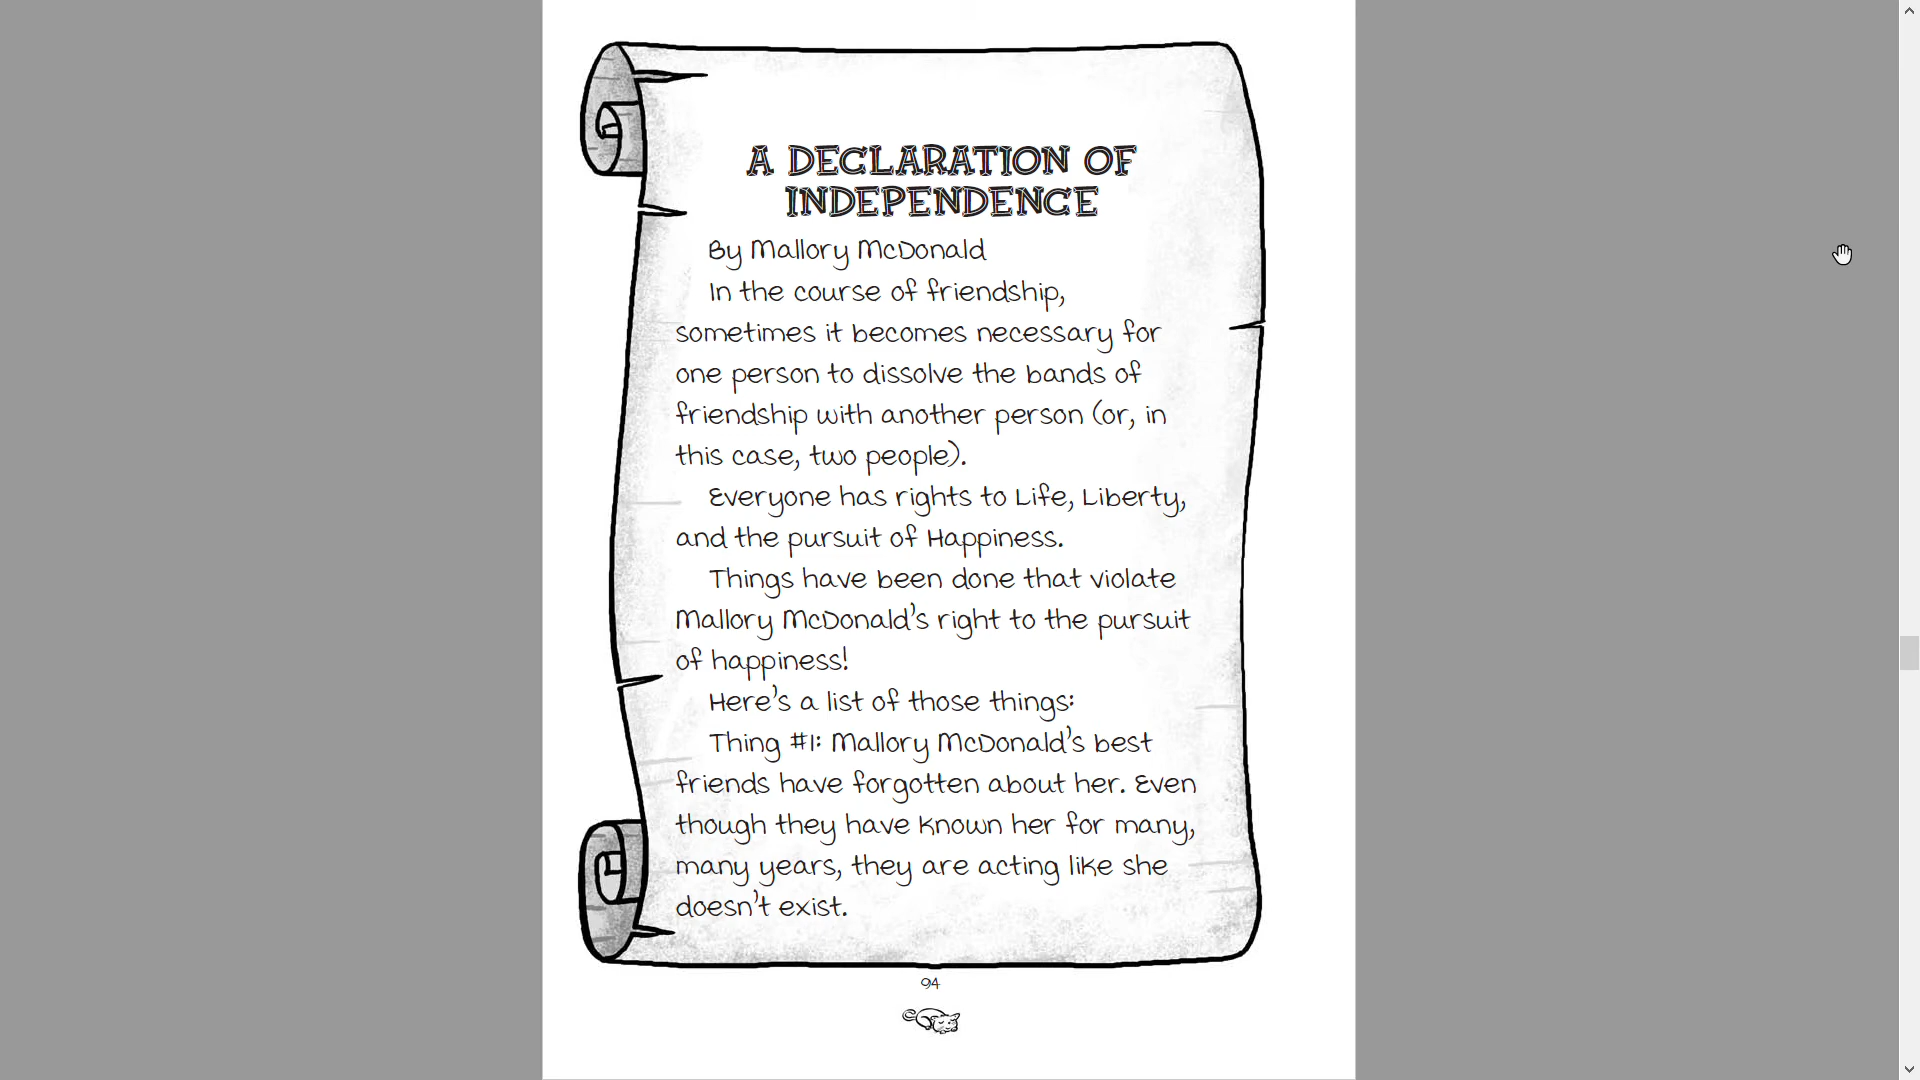 A DECLARATION OF
INDEPENDENCE
By Mallory McDonald
In the course of friendship,
sometimes it becomes necessary for
one person to dissolve the bands of
friendship with another person (or, in
this case, two people).
Everyone has rights to Life, Liberty,
and the pursuit of Happiness.
Things have been done that violate
Mallory McDonald's right to the pursuit
of happiness!
Here's a list of those things:
Thing #1: Mallory McDonald's best
friends have forgotten about her. Even
though they have known her for many,
many years, they are acting like she
doesn't exist.
94